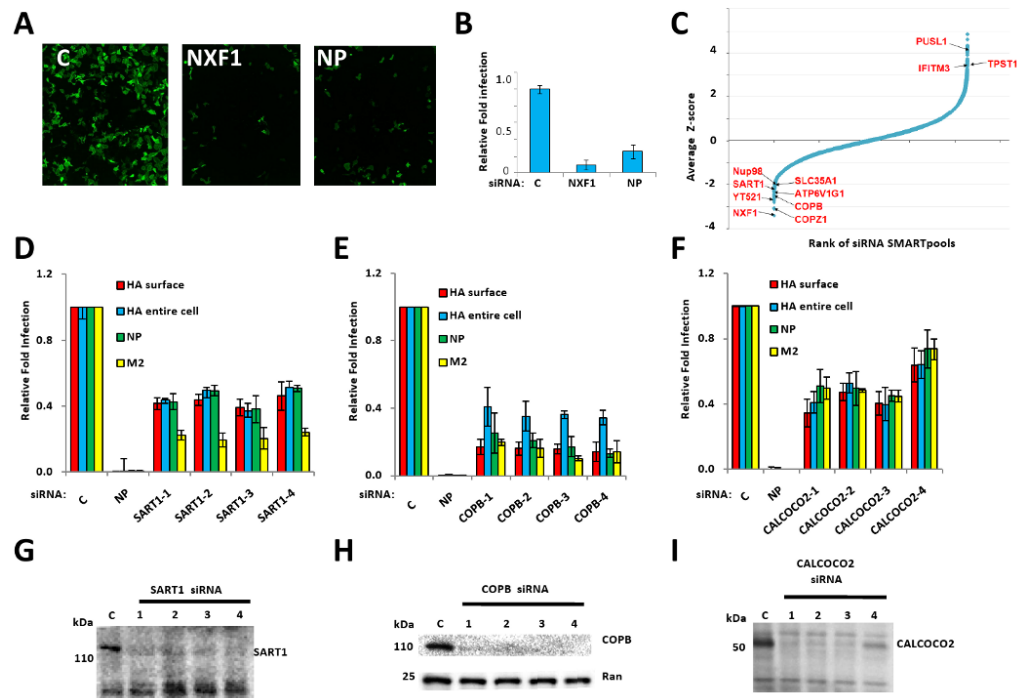 A
C
NXF1
NP
B
Relative Fold infection
1.0
0.5
0
siRNA:
C
NXF1
NP
C
Average Z-score
4
2
0
-2
-4
PUSL1
IFITM3
TPST1
Nup98
SLC35A1
SART1
ATP6V1G1
YT521
COPB
NXF1
COPZ1
Rank of siRNA SMARTpools
D
Relative Fold Infection
1.2
0.8
0.4
0.0
HA surface
HA entire cell
NP
M2
siRNA:
C
NP
SART1-1
SART1-2
SART1-3
SART1-4
E
Relative Fold Infection
1.2
0.8
0.4
0.0
HA surface
HA entire cell
NP
M2
siRNA:
C
NP
COPB-1
COPB-2
COPB-3
COPB-4
F
Relative Fold Infection
1.2
0.8
0.4
0.0
HA surface
HA entire cell
NP
M2
siRNA:
C
NP
CALCOCO2-1
CALCOCO2-2
CALCOCO2-3
CALCOCO2-4
G
SART1 siRNA
kDa
C 1 2 3 4
110
SART1
H
COPB siRNA
kDa
C 1 2 3 4
110
COPB
25
Ran
I
CALCOCO2
siRNA
kDa
C 1 2 3 4
50
CALCOCO2